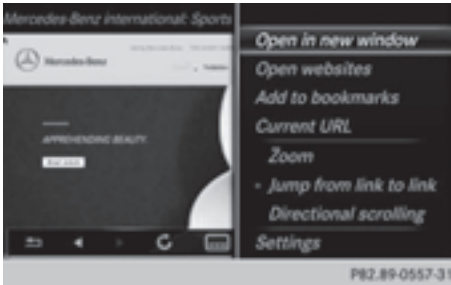 Mercedes-Benz international: Sports
Mercedes-Benz
APPREHENDING BEAUTY.
Open in new window
Open websites
Add to bookmarks
Current URL
Zoom
Jump from link to link
Directional scrolling
Settings
P82.89-0557-31